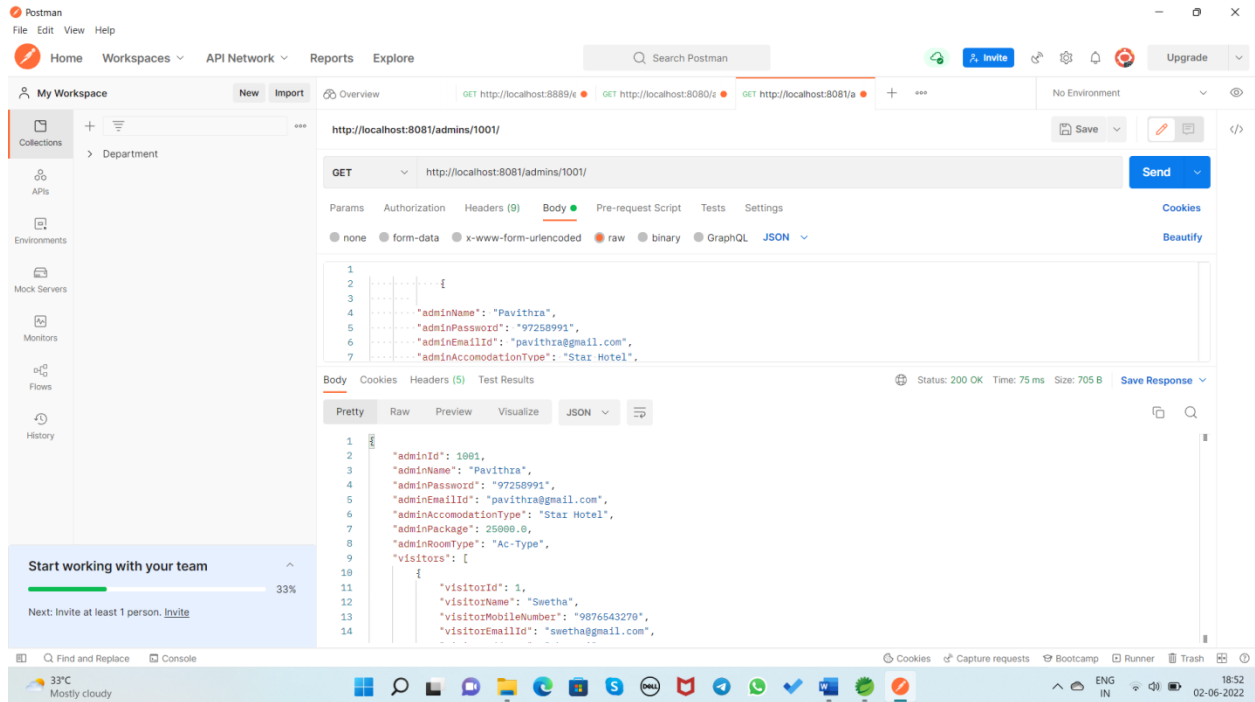 Postman
File Edit View Help
Home Workspaces API Network Reports Explore Search Postman Invite Upgrade
My Workspace New Import Overview GET http://localhost:8889/e GET http://localhost:8080/a GET http://localhost:8081/a No Environment
Collections
APIs
Environments
Mock Servers
Monitors
Flows
History
Department
http://localhost:8081/admins/1001/ Save
GET http://localhost:8081/admins/1001/ Send
Params Authorization Headers (9) Body Pre-request Script Tests Settings Cookies
none form-data x-www-form-urlencoded raw binary GraphQL JSON Beautify
1
2 {
3
4 "adminName": "Pavithra",
5 "adminPassword": "97258991",
6 "adminEmailId": "pavithra@gmail.com",
7 "adminAccomodationType": "Star Hotel",
Body Cookies Headers (5) Test Results Status: 200 OK Time: 75 ms Size: 705 B Save Response
Pretty Raw Preview Visualize JSON
1 {
2 "adminId": 1001,
3 "adminName": "Pavithra",
4 "adminPassword": "97258991",
5 "adminEmailId": "pavithra@gmail.com",
6 "adminAccomodationType": "Star Hotel",
7 "adminPackage": 25000.0,
8 "adminRoomType": "Ac-Type",
9 "visitors": [
10 {
11 "visitorId": 1,
12 "visitorName": "Swetha",
13 "visitorMobileNumber": "9876543270",
14 "visitorEmailId": "swetha@gmail.com",
Start working with your team
33%
Next: Invite at least 1 person. Invite
Find and Replace Console Cookies Capture requests Bootcamp Runner Trash
33°C
Mostly cloudy
DELL
ENG
IN
18:52
02-06-2022